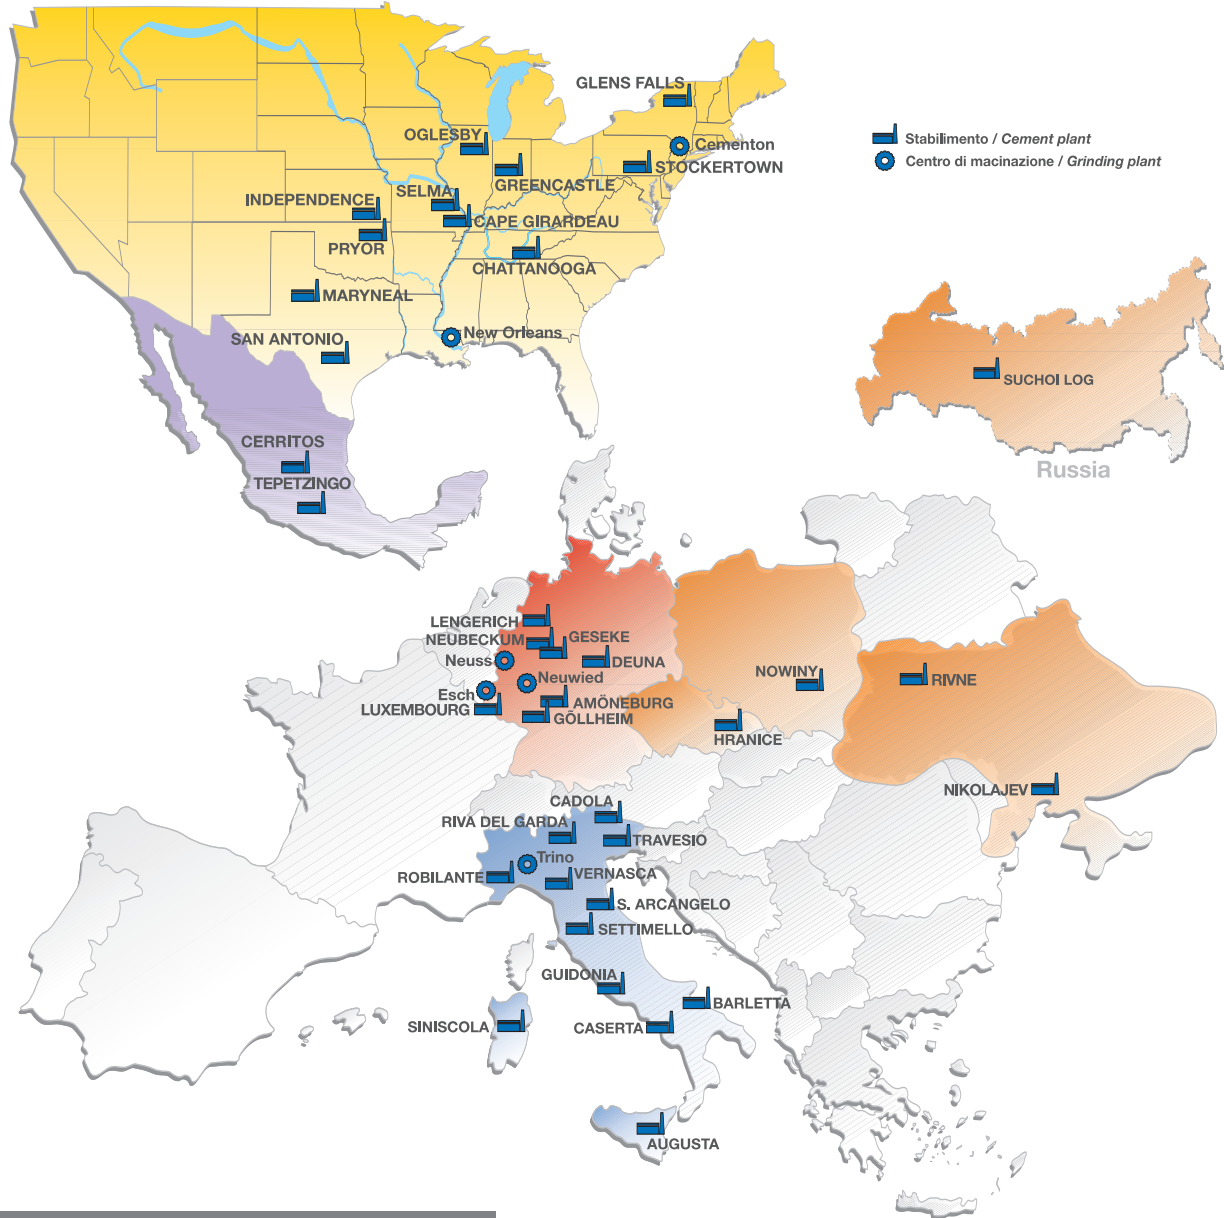 GLENS FALLS
OGLESBY
Cementon
STOCKERTOWN
GREENCASTLE
SELMA
INDEPENDENCE
CAPE GIRARDEAU
PRYOR
CHATTANOOGA
MARYNEAL
New Orleans
SAN ANTONIO
CERRITOS
TEPETZINGO
Stabilimento / Cement plant
Centro di macinazione / Grinding plant
SUCHOI LOG
Russia
LENGERICH
NEUBECKUM
GESEKE
Neuss
DEUNA
Neuwied
Esch
LUXEMBOURG
AMÖNEBURG
GÖLLHEIM
NOWINY
RIVNE
HRANICE
NIKOLAJEV
CADOLA
RIVA DEL GARDA
TRAVESIO
Trino
ROBILANTE
VERNASCA
S. ARCANGELO
SETTIMELLO
GUIDONIA
BARLETTA
SINISCOLA
CASERTA
AUGUSTA